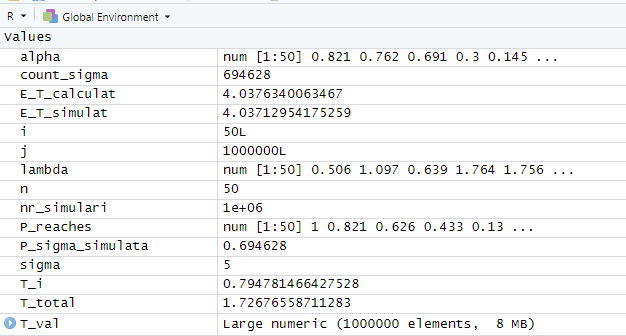 R Global Environment
Values
alpha num [1:50] 0.821 0.762 0.691 0.3 0.145 ...
count_sigma 694628
E_T_calculat 4.0376340063467
E_T_simulat 4.03712954175259
i 50L
j 1000000L
lambda num [1:50] 0.506 1.097 0.639 1.764 1.756 ...
n 50
nr_simulari 1e+06
P_reaches num [1:50] 1 0.821 0.626 0.433 0.13 ...
P_sigma_simulata 0.694628
sigma 5
T_i 0.794781466427528
T_total 1.72676558711283
T_val Large numeric (1000000 elements, 8 MB)